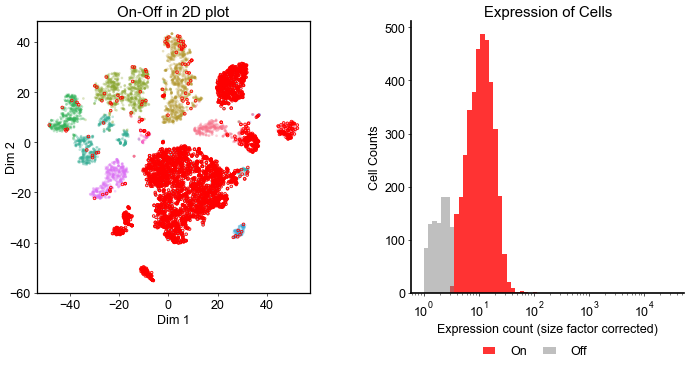 On-Off in 2D plot
40
20
0
−20
−40
−60
Dim 2
−40
−20
0
20
40
Dim 1
Expression of Cells
500
400
300
200
100
0
Cell Counts
10^0
10^1
10^2
10^3
10^4
Expression count (size factor corrected)
On
Off